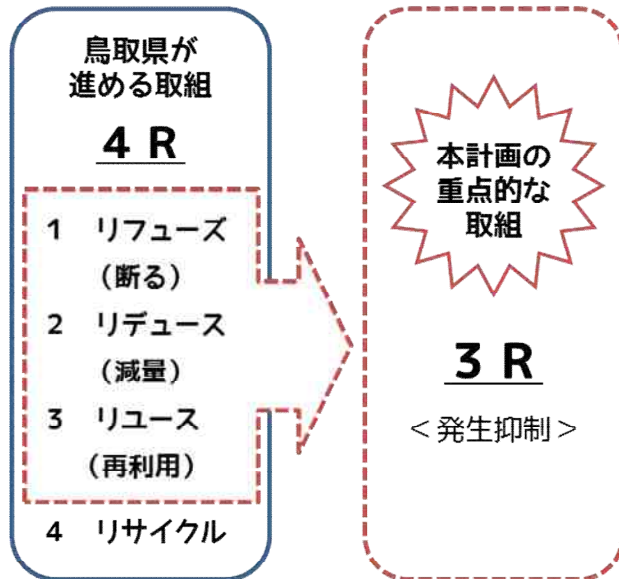 鳥取県が
進める取組
4 R
1 リフューズ
(断る)
2 リデュース
(減量)
3 リユース
(再利用)
4 リサイクル
本計画の
重点的な
取組
3 R
<発生抑制>